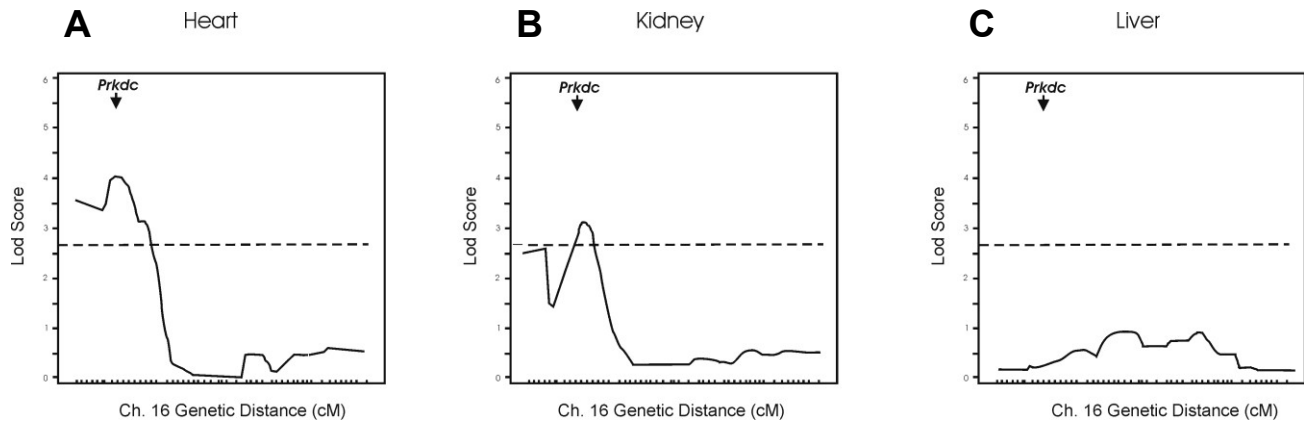 A Heart
Prkdc
6
5
4
3
2
1
0
Lod Score
Ch. 16 Genetic Distance (cM)
B Kidney
Prkdc
6
5
4
3
2
1
0
Lod Score
Ch. 16 Genetic Distance (cM)
C Liver
Prkdc
6
5
4
3
2
1
0
Lod Score
Ch. 16 Genetic Distance (cM)